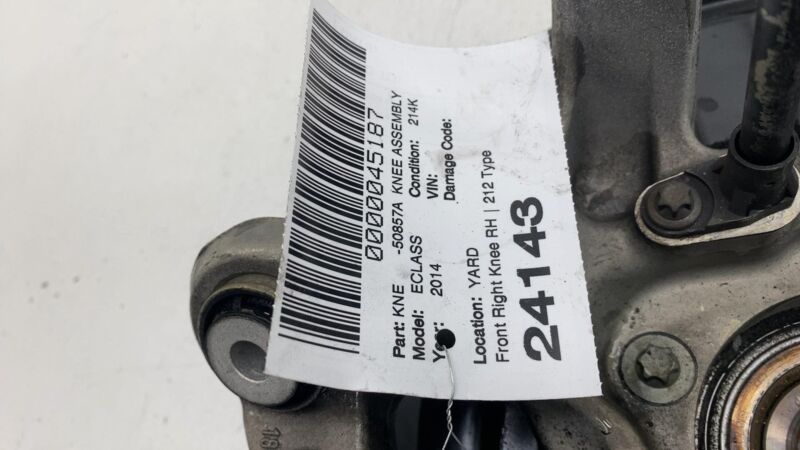 0000045187
Part: KNE -50857A KNEE ASSEMBLY
Model: ECLASS Condition: 214K
Year: 2014 VIN:
Damage Code:
Location: YARD
Front Right Knee RH | 212 Type
24143